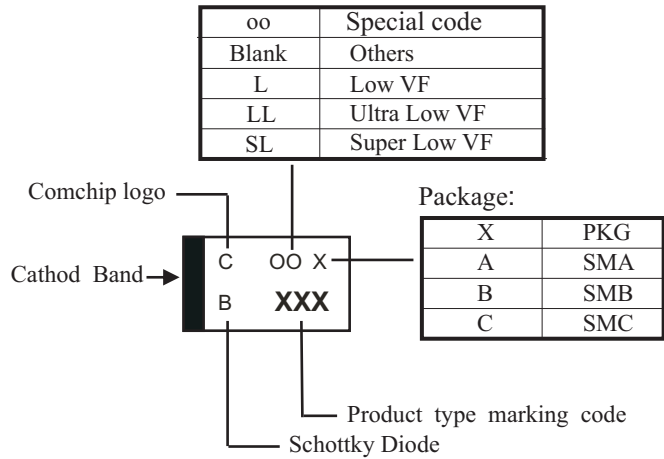 oo Special code
Blank Others
L Low VF
LL Ultra Low VF
SL Super Low VF
Comchip logo
Package:
X PKG
A SMA
B SMB
C SMC
Cathod Band
C OO X
B XXX
Product type marking code
Schottky Diode